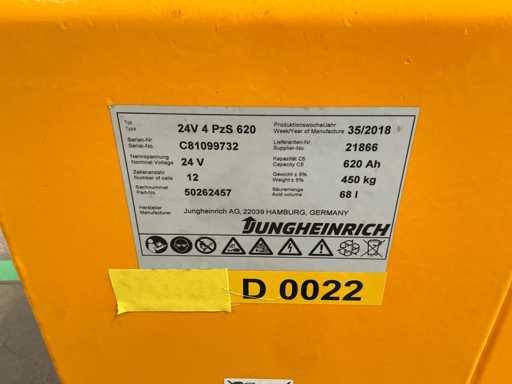 Typ
Type
24V 4 PzS 620
Produktionswoche/Jahr
Week/Year of Manufacture
35/2018
Serien-Nr
Serial-No.
C81099732
Lieferanten-Nr
Supplier-No.
21866
Nennspannung
Nominal Voltage
24 V
Kapazität C5
Capacity C5
620 Ah
Zellenanzahl
Number of cells
12
Gewicht ± 5%
Weight ± 5%
450 kg
Sachnummer
Part-No.
50262457
Säuremenge
Acid volume
68 l
Hersteller
Manufacturer
Jungheinrich AG, 22039 HAMBURG, GERMANY
JUNGHEINRICH
D 0022